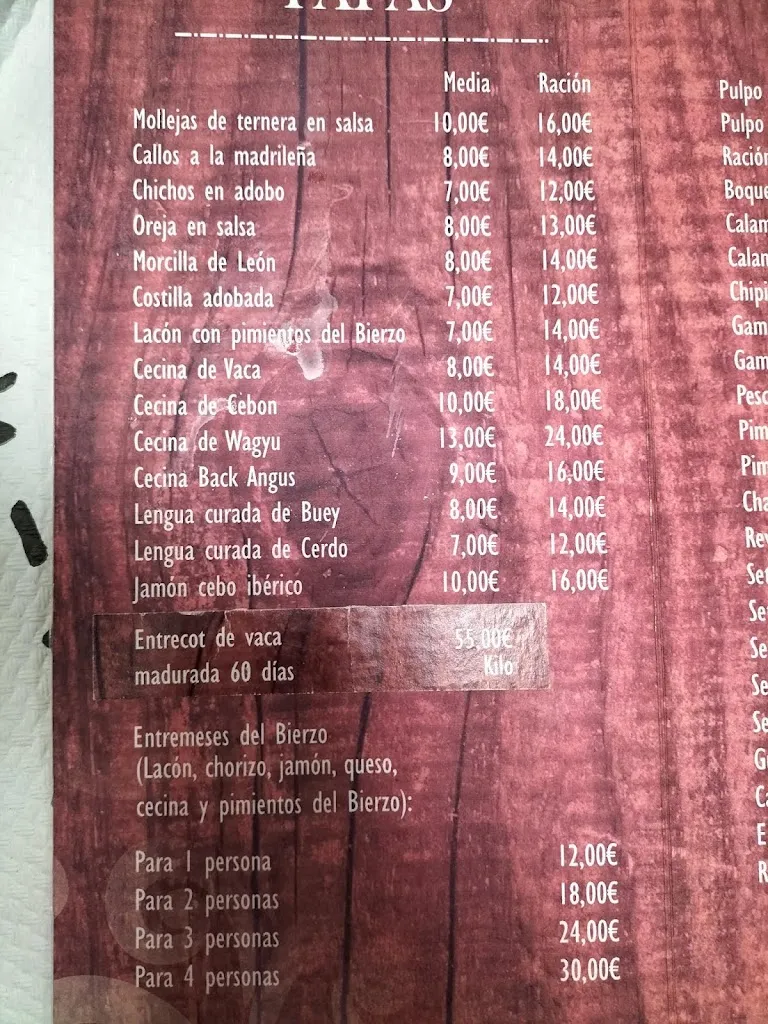 Media Ración
Mollejas de ternera en salsa 10,00€ 16,00€
Callos a la madrileña 8,00€ 14,00€
Chichos en adobo 7,00€ 12,00€
Oreja en salsa 8,00€ 13,00€
Morcilla de León 8,00€ 14,00€
Costilla adobada 7,00€ 12,00€
Lacón con pimientos del Bierzo 7,00€ 14,00€
Cecina de Vaca 8,00€ 14,00€
Cecina de Cebon 10,00€ 18,00€
Cecina de Wagyu 13,00€ 24,00€
Cecina Back Angus 9,00€ 16,00€
Lengua curada de Buey 8,00€ 14,00€
Lengua curada de Cerdo 7,00€ 12,00€
Jamón cebo ibérico 10,00€ 16,00€
Entrecot de vaca 55,00€
madurada 60 días Kilo
Entremeses del Bierzo
(Lacón, chorizo, jamón, queso,
cecina y pimientos del Bierzo):
Para 1 persona 12,00€
Para 2 personas 18,00€
Para 3 personas 24,00€
Para 4 personas 30,00€
Pulpo
Pulpo
Ración